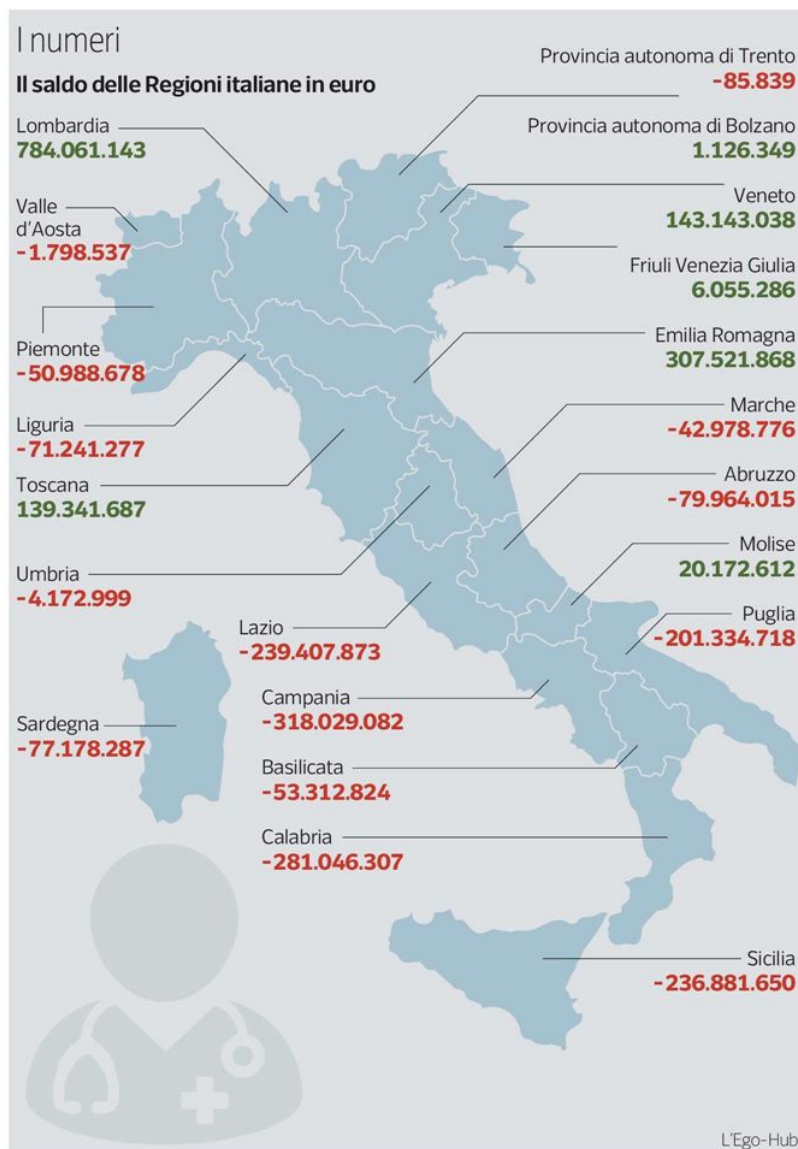 I numeri
Il saldo delle Regioni italiane in euro
Provincia autonoma di Trento
-85.839
Lombardia
784.061.143
Provincia autonoma di Bolzano
1.126.349
Valle
d'Aosta
-1.798.537
Veneto
143.143.038
Friuli Venezia Giulia
6.055.286
Piemonte
-50.988.678
Emilia Romagna
307.521.868
Liguria
-71.241.277
Marche
-42.978.776
Toscana
139.341.687
Abruzzo
-79.964.015
Umbria
-4.172.999
Molise
20.172.612
Lazio
-239.407.873
Puglia
-201.334.718
Sardegna
-77.178.287
Campania
-318.029.082
Basilicata
-53.312.824
Calabria
-281.046.307
Sicilia
-236.881.650
L'Ego-Hub